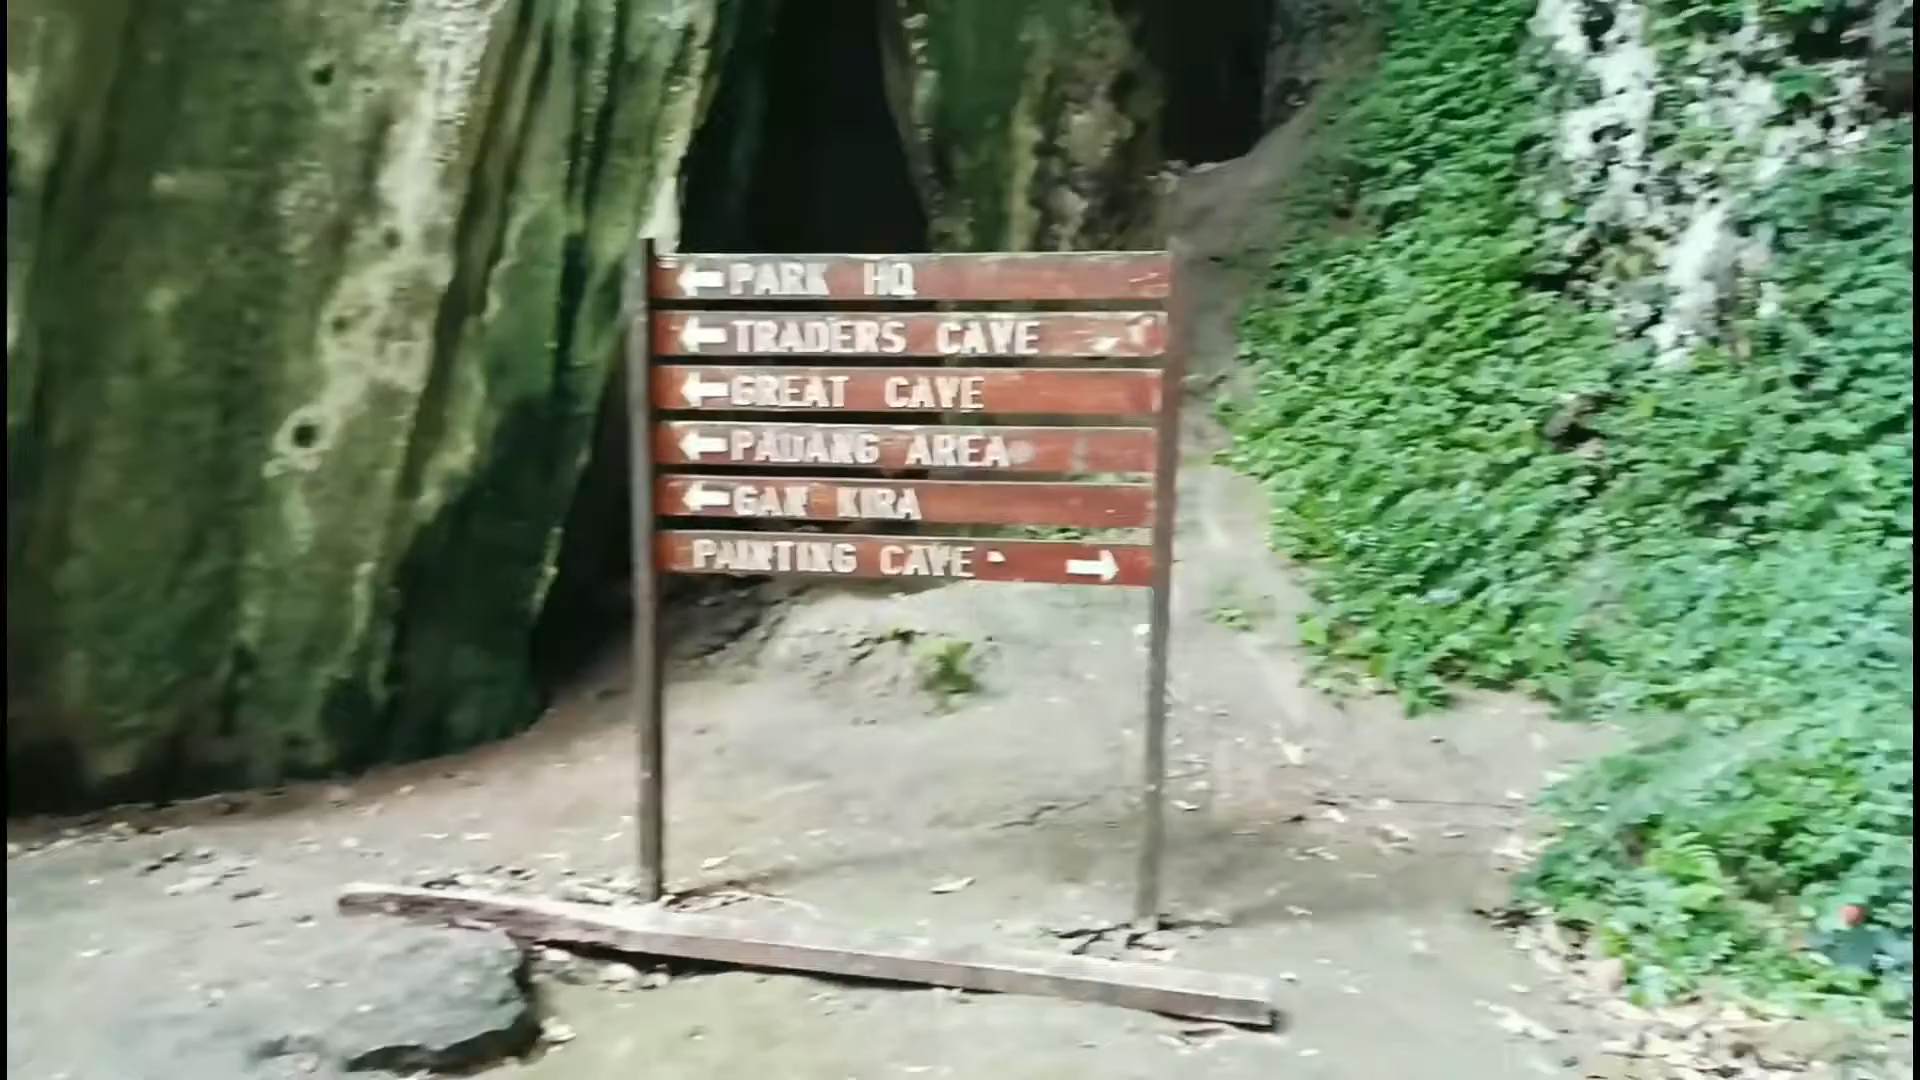 ←PARK HQ
←TRADERS CAVE
←GREAT CAVE
←PADANG AREA
←GAN KIRA
PAINTING CAVE →